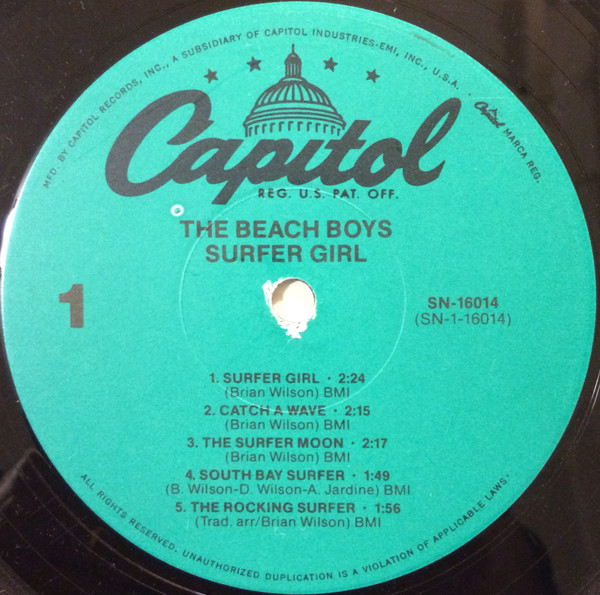 MFD. BY CAPITOL RECORDS, INC., A SUBSIDIARY OF CAPITOL INDUSTRIES-EMI, INC., U.S.A. · Capitol MARCA REG.
Capitol
REG. U.S. PAT. OFF.
THE BEACH BOYS
SURFER GIRL
1
SN-16014
(SN-1-16014)
1. SURFER GIRL · 2:24
(Brian Wilson) BMI
2. CATCH A WAVE · 2:15
(Brian Wilson) BMI
3. THE SURFER MOON · 2:17
(Brian Wilson) BMI
4. SOUTH BAY SURFER · 1:49
(B. Wilson-D. Wilson-A. Jardine) BMI
5. THE ROCKING SURFER · 1:56
(Trad. arr/Brian Wilson) BMI
ALL RIGHTS RESERVED. UNAUTHORIZED DUPLICATION IS A VIOLATION OF APPLICABLE LAWS.